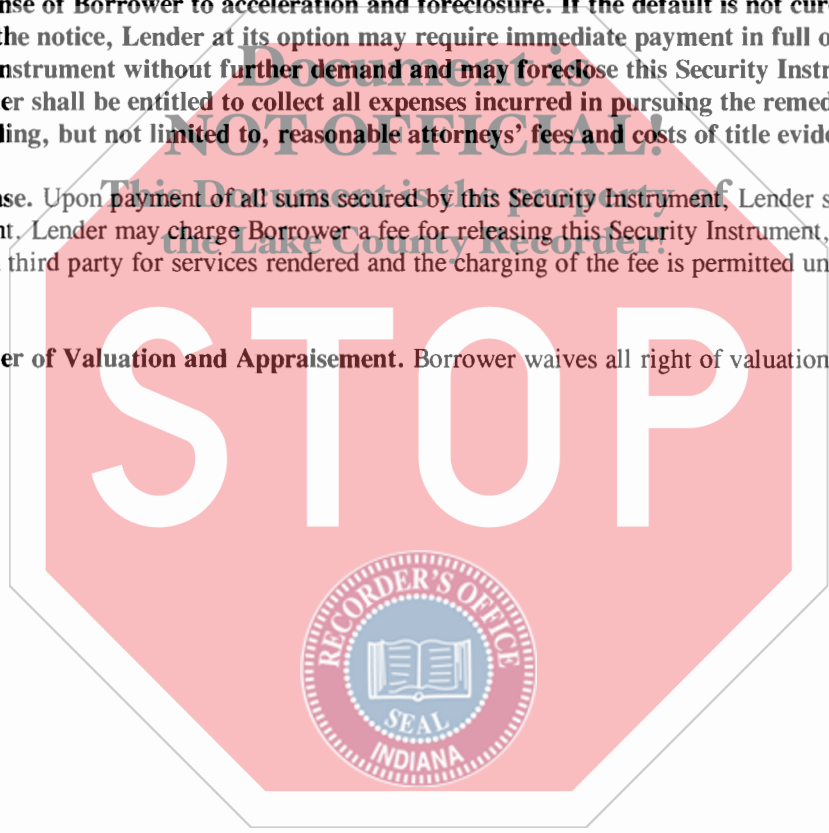 nse of Borrower to acceleration and foreclosure. If the default is not cur
the notice, Lender at its option may require immediate payment in full o
Document is
nstrument without further demand and may foreclose this Security Instr
er shall be entitled to collect all expenses incurred in pursuing the remed
NOT OFFICIAL!
ding, but not limited to, reasonable attorneys' fees and costs of title evide
This Document is the property of
ase. Upon payment of all sums secured by this Security Instrument, Lender s
nt. Lender may charge Borrower a fee for releasing this Security Instrument,
the Lake County Recorder!
third party for services rendered and the charging of the fee is permitted un
er of Valuation and Appraisement. Borrower waives all right of valuation
STOP
RECORDER'S OFFICE
SEAL
INDIANA